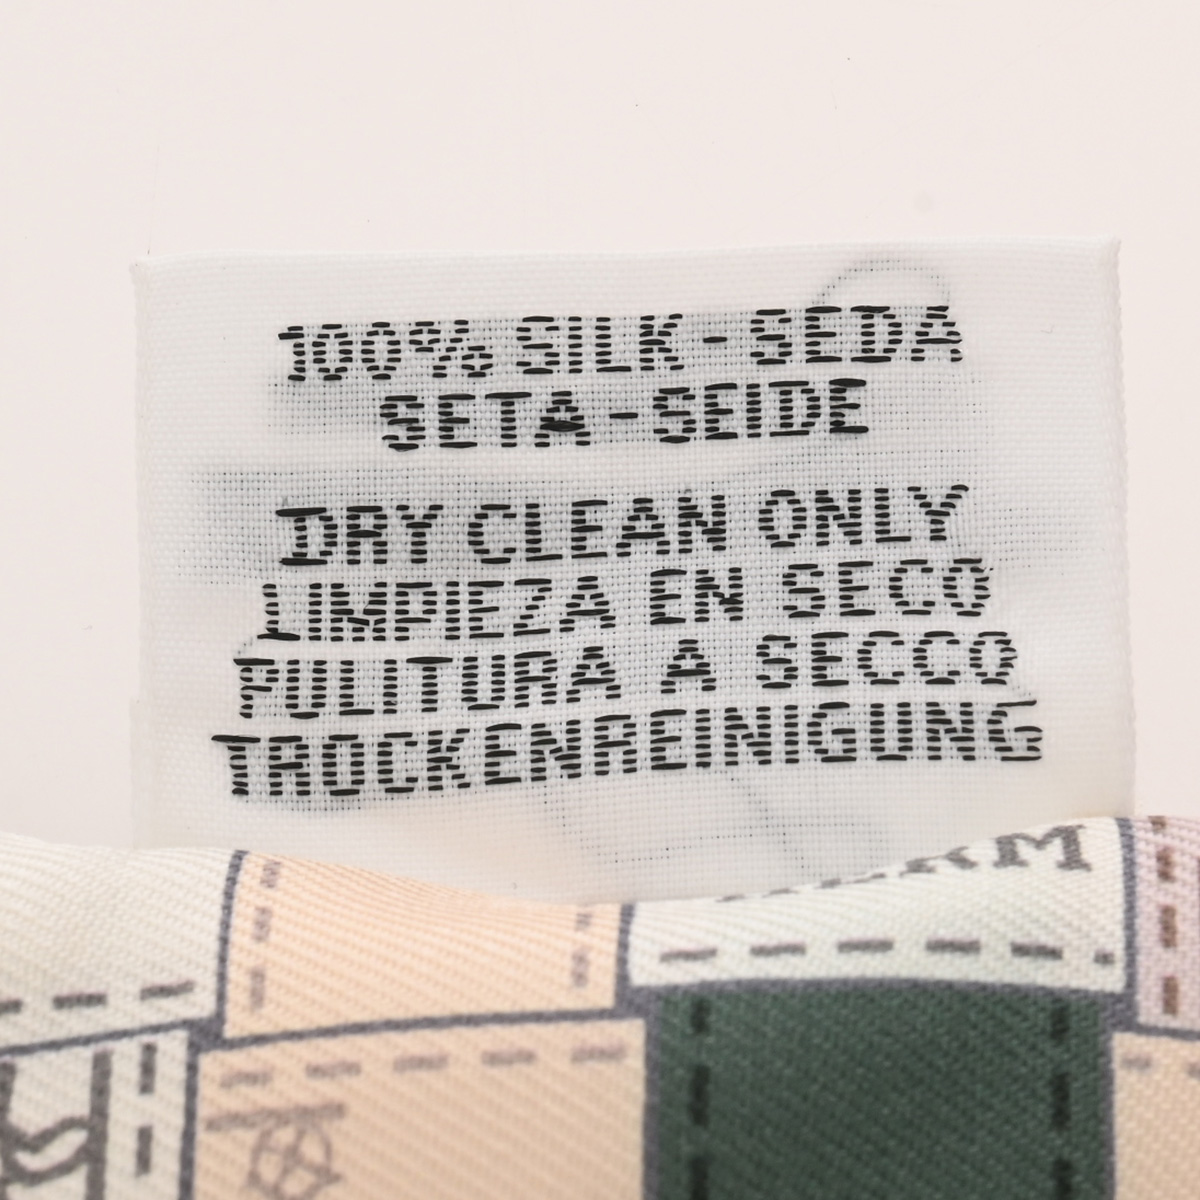 100% SILK - SEDA
SETA - SEIDE
DRY CLEAN ONLY
LIMPIEZA EN SECO
PULITURA A SECCO
TROCKENREINIGUNG